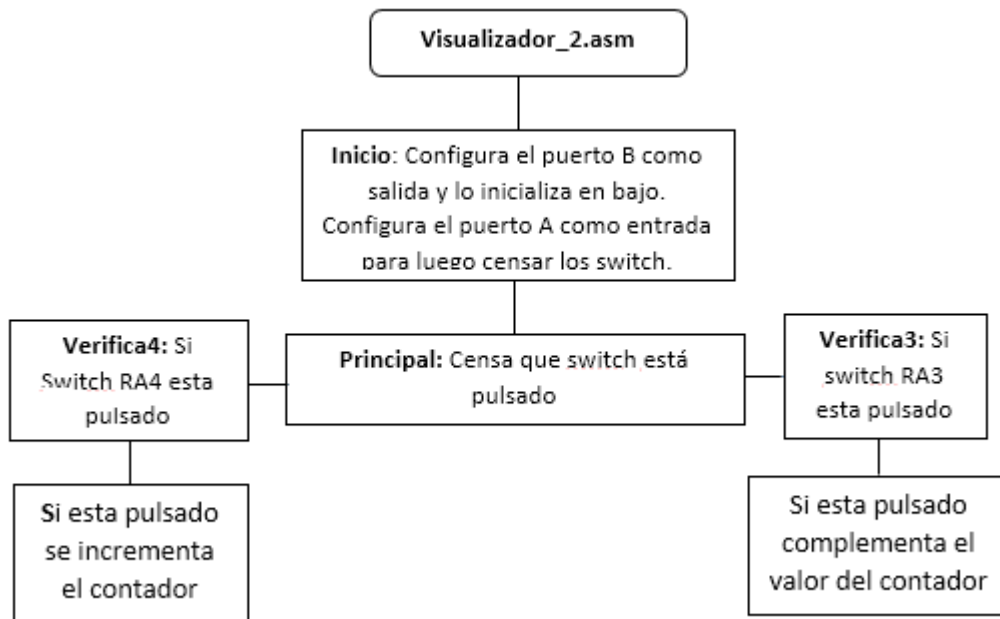 Visualizador_2.asm
Inicio: Configura el puerto B como
salida y lo inicializa en bajo.
Configura el puerto A como entrada
para luego censar los switch.
Verifica4: Si
Switch RA4 esta
pulsado
Principal: Censa que switch está
pulsado
Verifica3: Si
switch RA3
esta pulsado
Si esta pulsado
se incrementa
el contador
Si esta pulsado
complementa el
valor del contador